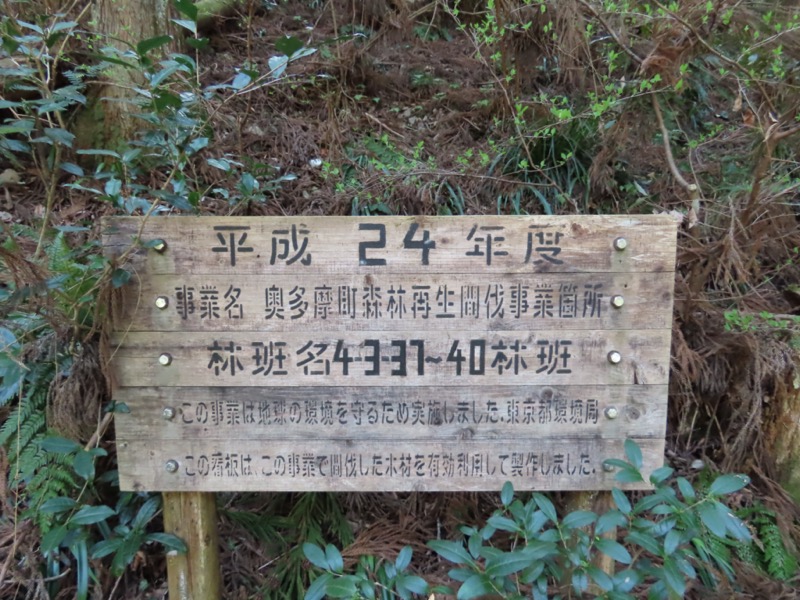 平成 24 年度
事業名 奥多摩町森林再生間伐事業箇所
林班名4-3-37~40林班
この事業は地球の環境を守るため実施しました.東京都環境局
この看板は、この事業で間伐した木材を有効利用して製作しました.